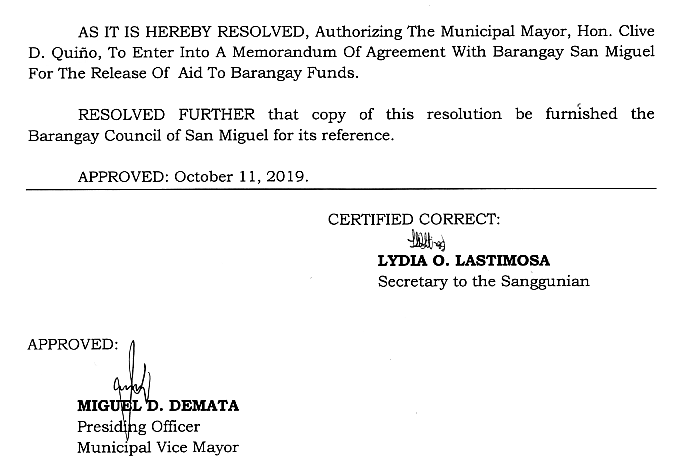 AS IT IS HEREBY RESOLVED, Authorizing The Municipal Mayor, Hon. Clive
D. Quiño, To Enter Into A Memorandum Of Agreement With Barangay San Miguel
For The Release Of Aid To Barangay Funds.
RESOLVED FURTHER that copy of this resolution be furnished the
Barangay Council of San Miguel for its reference.
APPROVED: October 11, 2019.
CERTIFIED CORRECT:
LYDIA O. LASTIMOSA
Secretary to the Sanggunian
APPROVED:
MIGUEL D. DEMATA
Presiding Officer
Municipal Vice Mayor